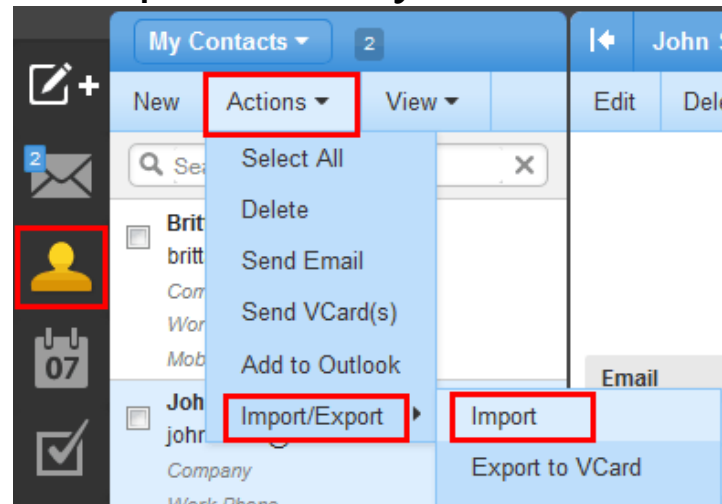 My Contacts 2
John
New Actions View
Edit
Select All
Delete
Send Email
Send VCard(s)
Add to Outlook
Import/Export
Import
Export to VCard
2
07
Email
Company